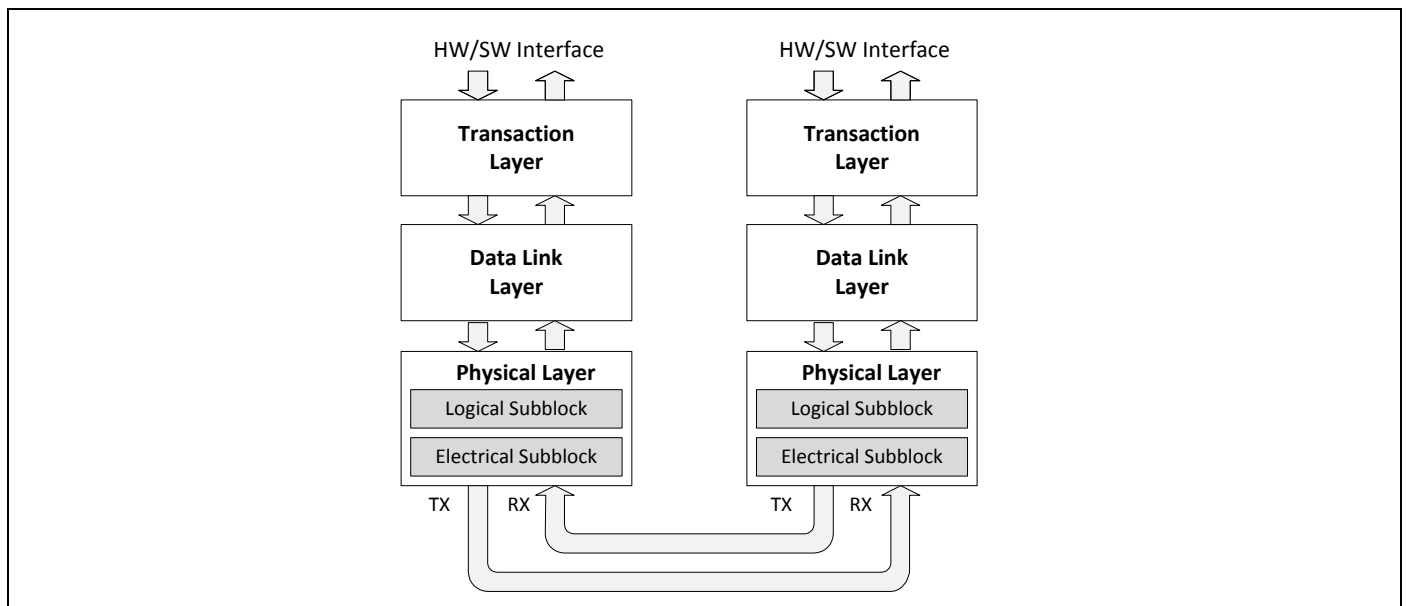 HW/SW Interface
Transaction
Layer
Data Link
Layer
Physical Layer
Logical Subblock
Electrical Subblock
TX
RX
HW/SW Interface
Transaction
Layer
Data Link
Layer
Physical Layer
Logical Subblock
Electrical Subblock
TX
RX